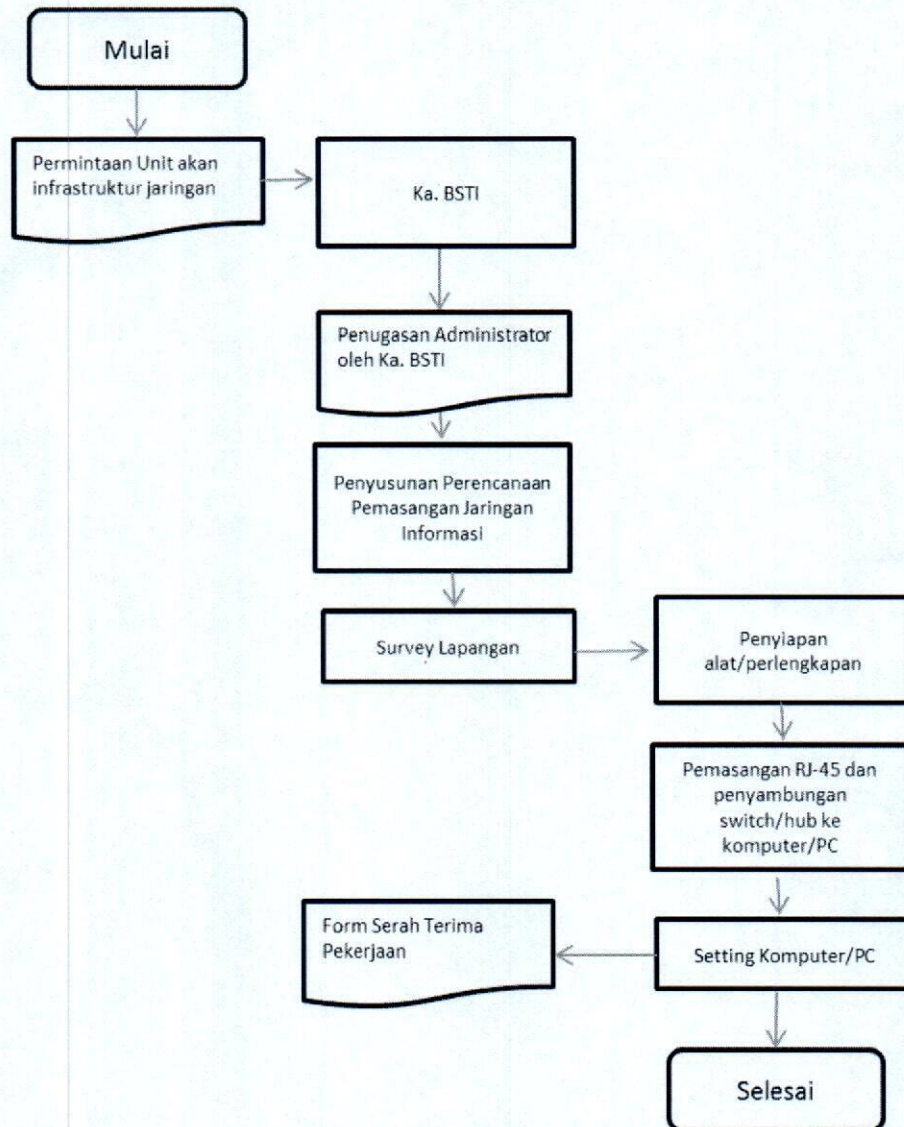 Mulai
Permintaan Unit akan
infrastruktur jaringan
Ka. BSTI
Penugasan Administrator
oleh Ka. BSTI
Penyusunan Perencanaan
Pemasangan Jaringan
Informasi
Survey Lapangan
Penyiapan
alat/perlengkapan
Pemasangan RJ-45 dan
penyambungan
switch/hub ke
komputer/PC
Form Serah Terima
Pekerjaan
Setting Komputer/PC
Selesai